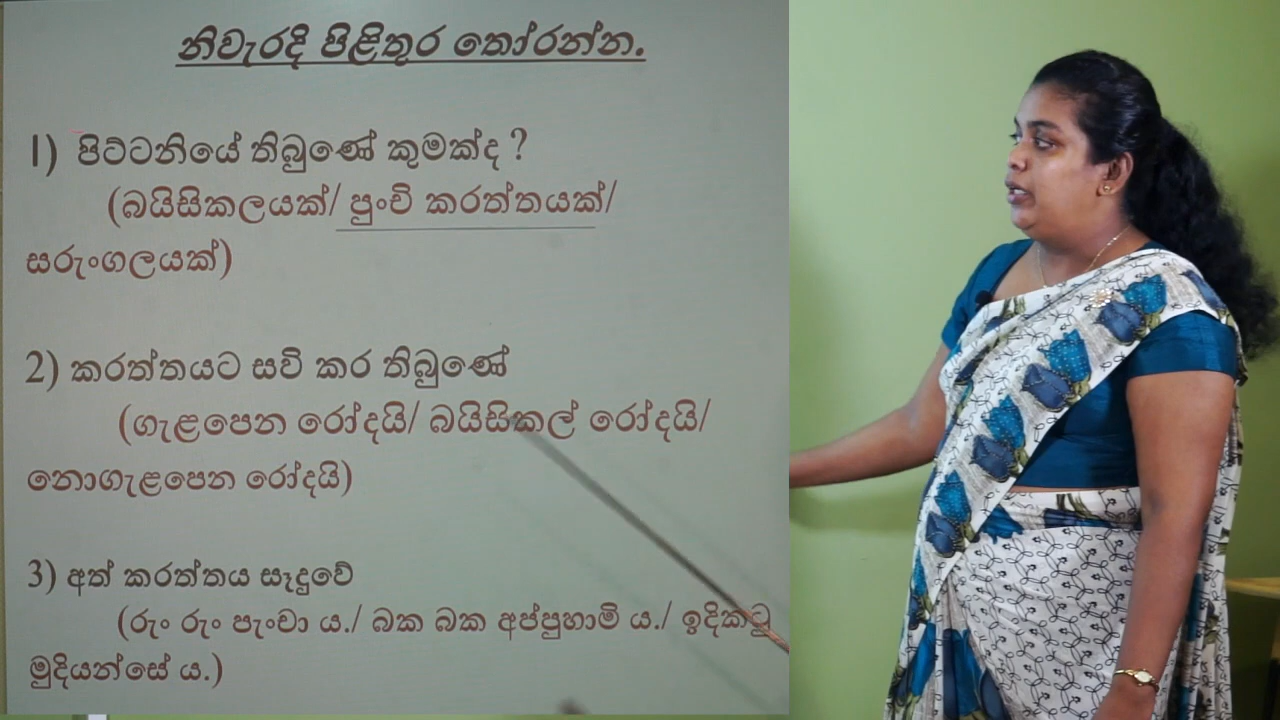 නිවැරදි පිළිතුර තෝරන්න.
1) පිට්ටනියේ තිබුණේ කුමක්ද ?
(බයිසිකලයක්/ පුංචි කරත්තයක්/
සරුංගලයක්)
2) කරත්තයට සවි කර තිබුණේ
(ගැළපෙන රෝදයි/ බයිසිකල් රෝදයි/
නොගැළපෙන රෝදයි)
3) අත් කරත්තය සෑදුවේ
(රුං රුං පැංචා ය./ බක බක අප්පුහාමි ය./ ඉදිකටු
මුදියන්සේ ය.)